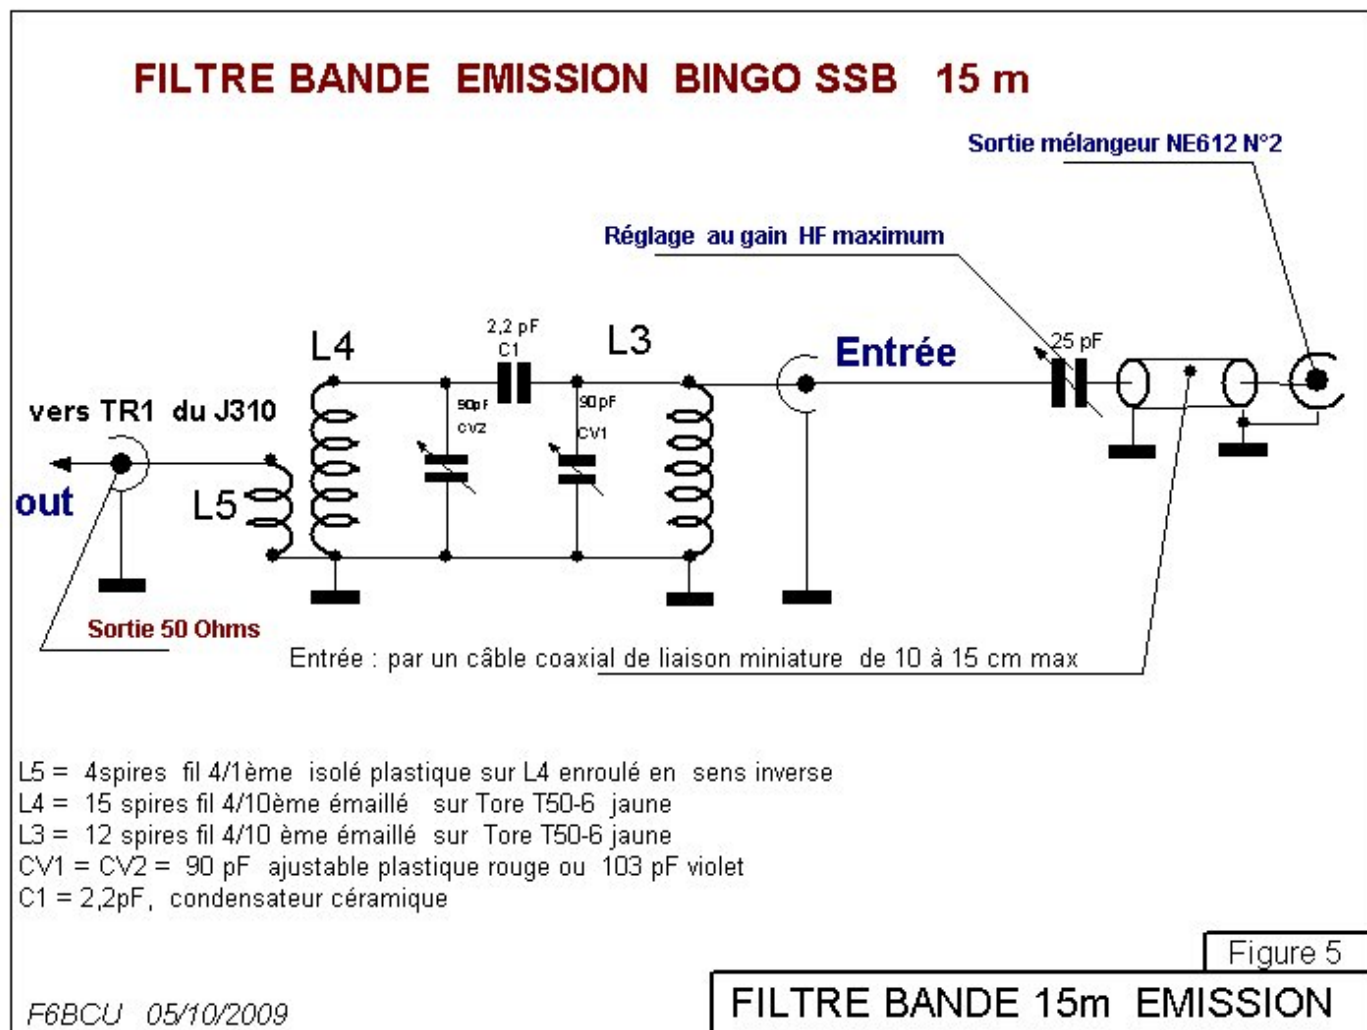 FILTRE BANDE EMISSION BINGO SSB 15 m
Sortie mélangeur NE612 N°2
Réglage au gain HF maximum
2,2 pF
C1
L4
L3
Entrée
25 pF
90pF
CV2
90pF
CV1
vers TR1 du J310
out
L5
Sortie 50 Ohms
Entrée : par un câble coaxial de liaison miniature de 10 à 15 cm max
L5 = 4spires fil 4/1ème isolé plastique sur L4 enroulé en sens inverse
L4 = 15 spires fil 4/10ème émaillé sur Tore T50-6 jaune
L3 = 12 spires fil 4/10 ème émaillé sur Tore T50-6 jaune
CV1 = CV2 = 90 pF ajustable plastique rouge ou 103 pF violet
C1 = 2,2pF, condensateur céramique
Figure 5
FILTRE BANDE 15m EMISSION
F6BCU 05/10/2009